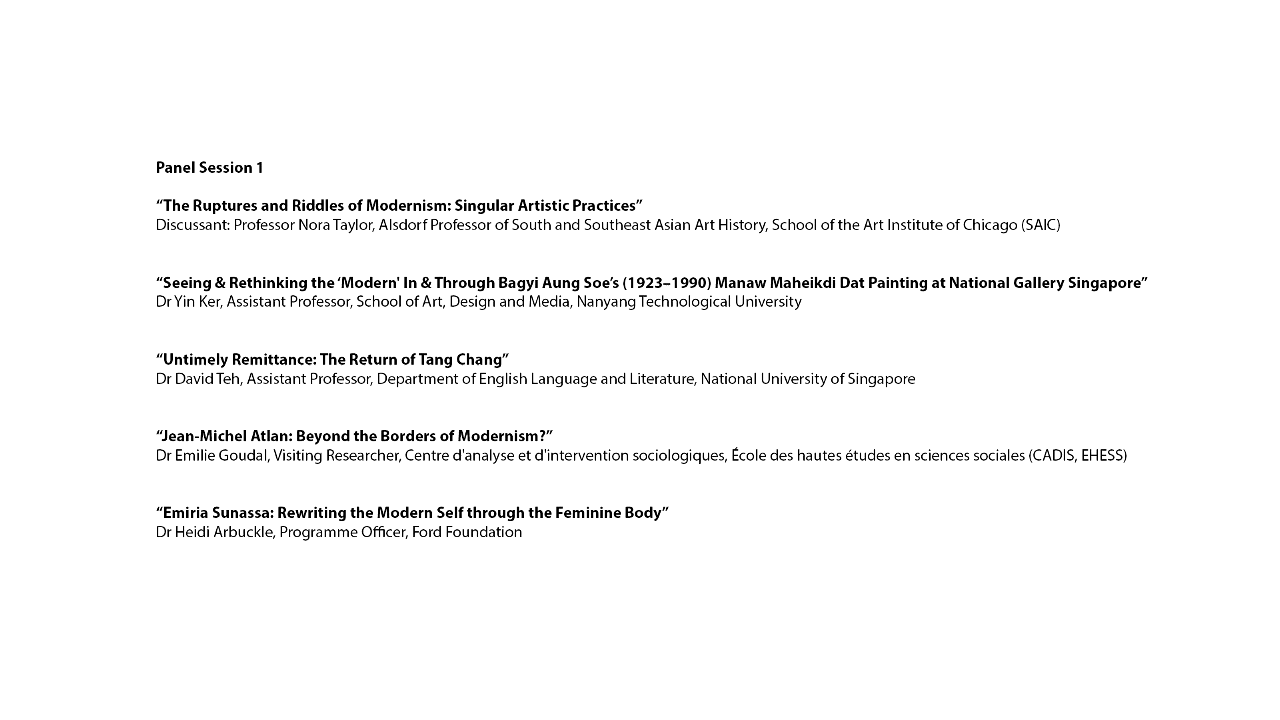 Panel Session 1
“The Ruptures and Riddles of Modernism: Singular Artistic Practices”
Discussant: Professor Nora Taylor, Alsdorf Professor of South and Southeast Asian Art History, School of the Art Institute of Chicago (SAIC)
“Seeing & Rethinking the ‘Modern' In & Through Bagyi Aung Soe’s (1923–1990) Manaw Maheikdi Dat Painting at National Gallery Singapore”
Dr Yin Ker, Assistant Professor, School of Art, Design and Media, Nanyang Technological University
“Untimely Remittance: The Return of Tang Chang”
Dr David Teh, Assistant Professor, Department of English Language and Literature, National University of Singapore
“Jean-Michel Atlan: Beyond the Borders of Modernism?”
Dr Emilie Goudal, Visiting Researcher, Centre d'analyse et d'intervention sociologiques, École des hautes études en sciences sociales (CADIS, EHESS)
“Emiria Sunassa: Rewriting the Modern Self through the Feminine Body”
Dr Heidi Arbuckle, Programme Officer, Ford Foundation